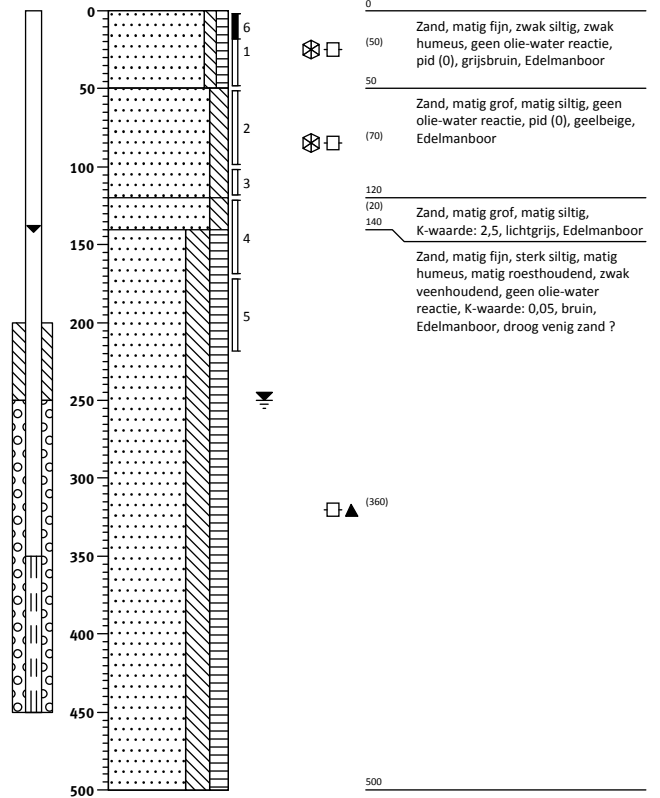 0
50
100
150
200
250
300
350
400
450
500
6
1
2
3
4
5
0
(50)
Zand, matig fijn, zwak siltig, zwak
humeus, geen olie-water reactie,
pid (0), grijsbruin, Edelmanboor
50
(70)
Zand, matig grof, matig siltig, geen
olie-water reactie, pid (0), geelbeige,
Edelmanboor
120
(20)
Zand, matig grof, matig siltig,
K-waarde: 2,5, lichtgrijs, Edelmanboor
140
Zand, matig fijn, sterk siltig, matig
humeus, matig roesthoudend, zwak
veenhoudend, geen olie-water
reactie, K-waarde: 0,05, bruin,
Edelmanboor, droog venig zand ?
(360)
500